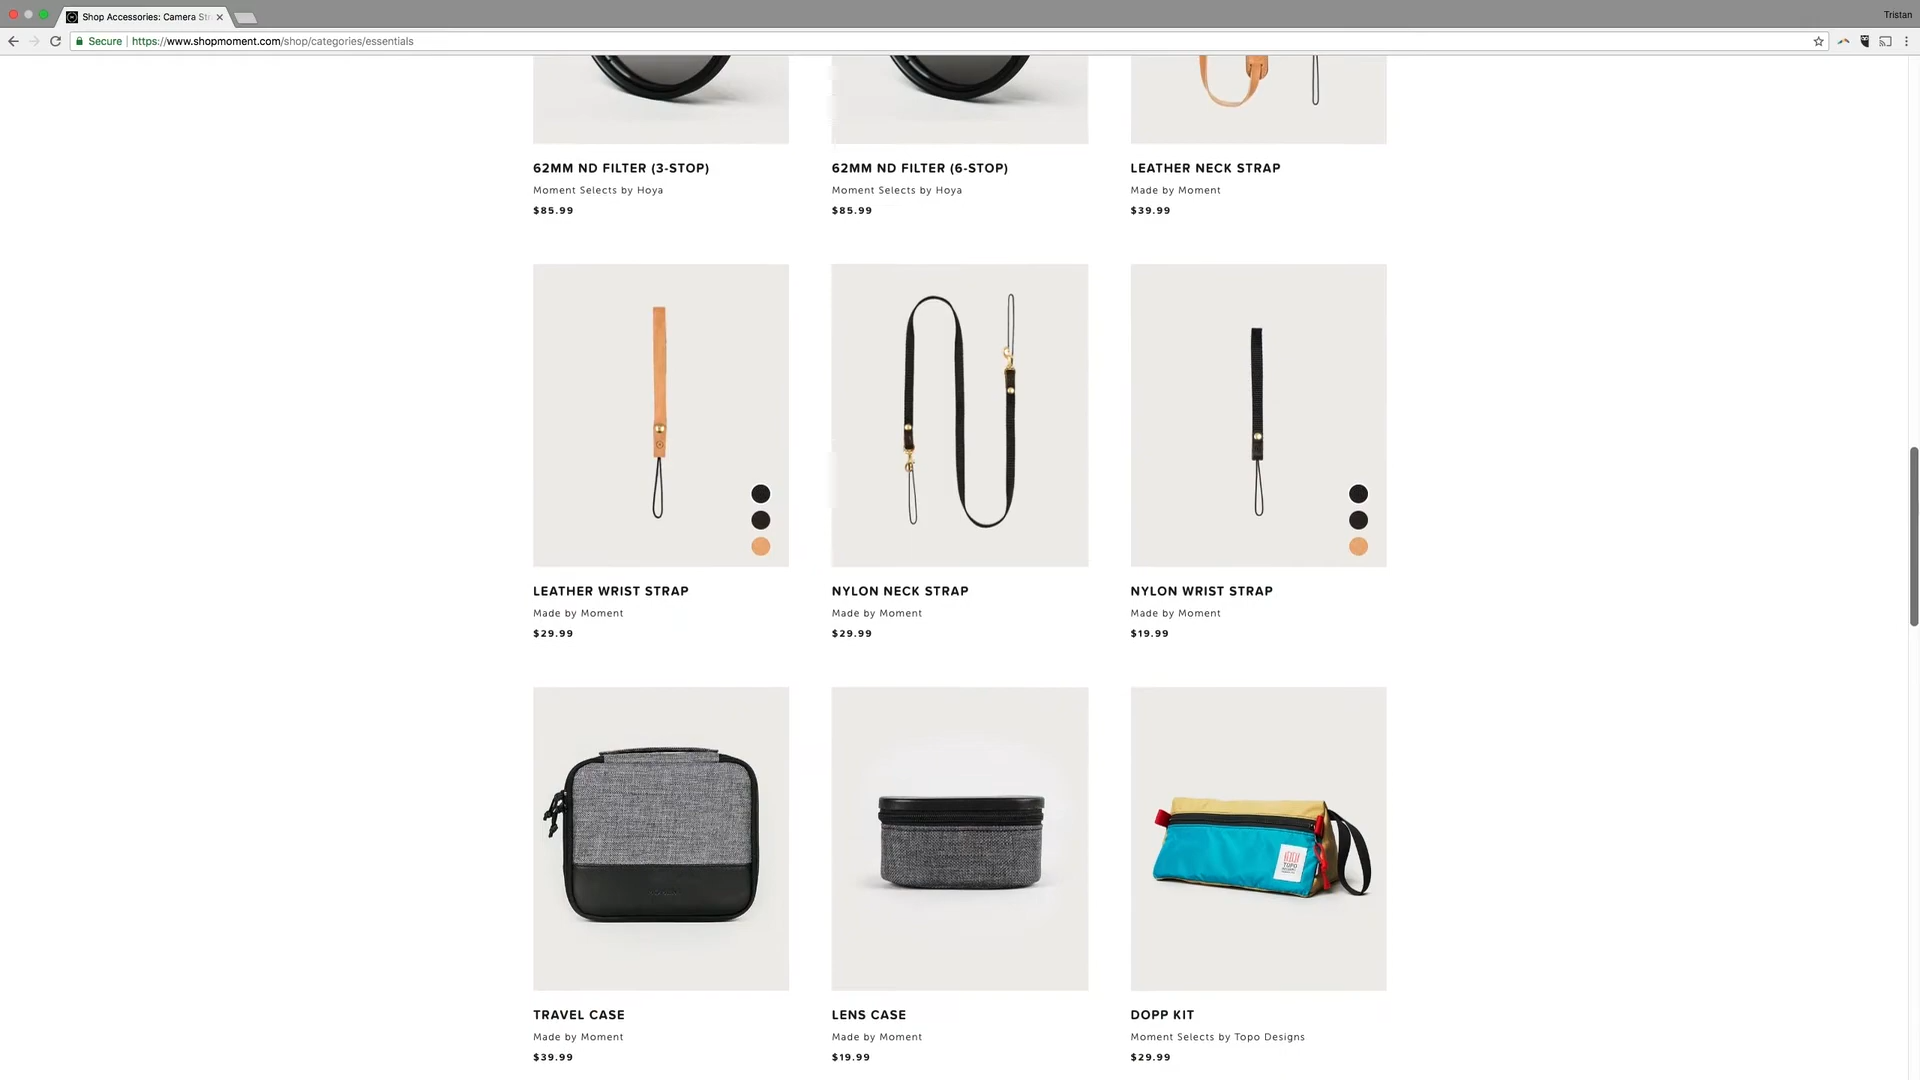 Shop Accessories: Camera Str
Tristan
Secure | https://www.shopmoment.com/shop/categories/essentials
62MM ND FILTER (3-STOP)
Moment Selects by Hoya
$85.99
62MM ND FILTER (6-STOP)
Moment Selects by Hoya
$85.99
LEATHER NECK STRAP
Made by Moment
$39.99
LEATHER WRIST STRAP
Made by Moment
$29.99
NYLON NECK STRAP
Made by Moment
$29.99
NYLON WRIST STRAP
Made by Moment
$19.99
TOPO
TRAVEL CASE
Made by Moment
$39.99
LENS CASE
Made by Moment
$19.99
DOPP KIT
Moment Selects by Topo Designs
$29.99